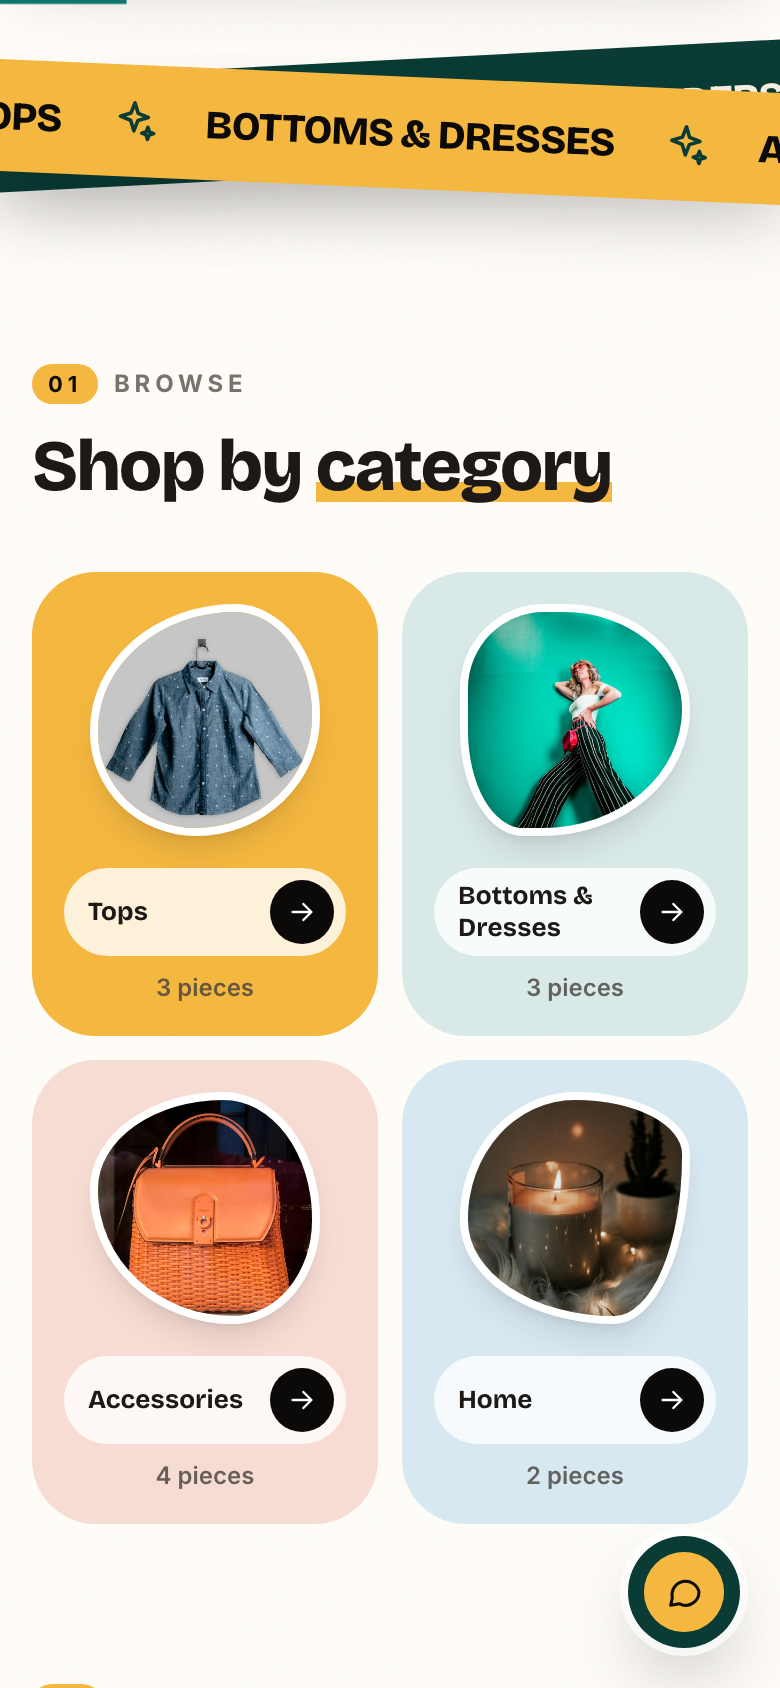 BOTTOMS & DRESSES
01 BROWSE
Shop by category
Tops
3 pieces
Bottoms &
Dresses
3 pieces
Accessories
4 pieces
Home
2 pieces